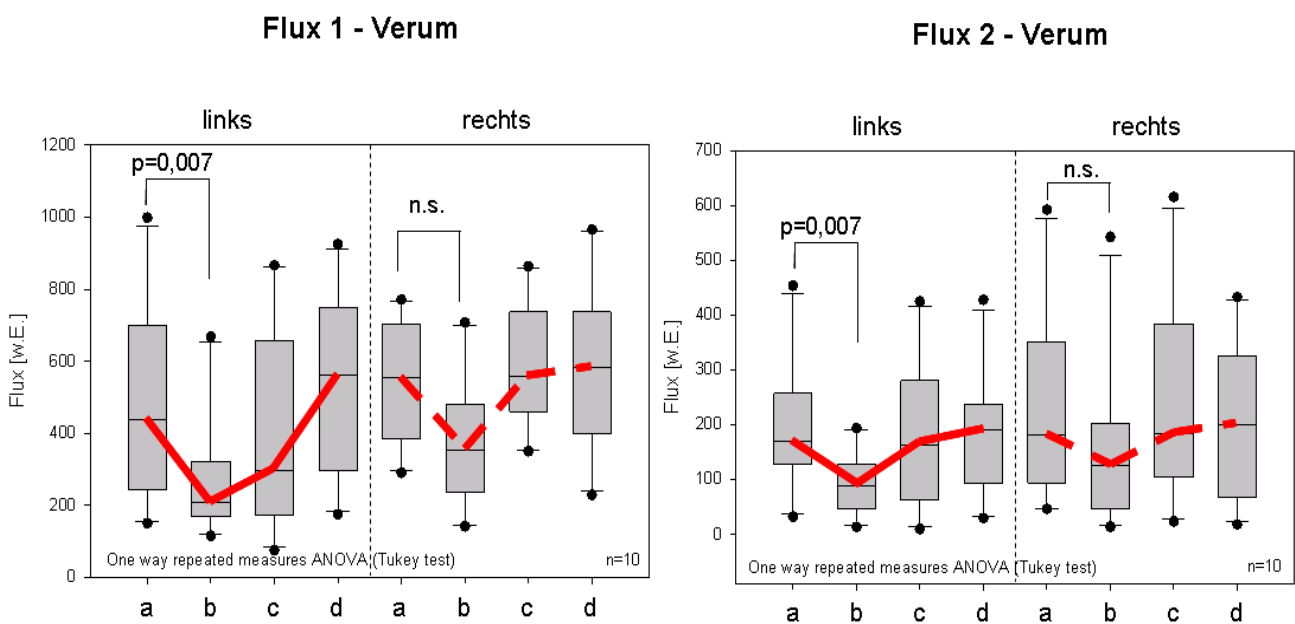 Flux 1 - Verum
links rechts
1200
1000
800
600
400
200
0
Flux [w.E.]
p=0,007
n.s.
One way repeated measures ANOVA (Tukey test) n=10
a b c d a b c d
Flux 2 - Verum
links rechts
700
600
500
400
300
200
100
0
Flux [w.E.]
n.s.
p=0,007
One way repeated measures ANOVA (Tukey test) n=10
a b c d a b c d